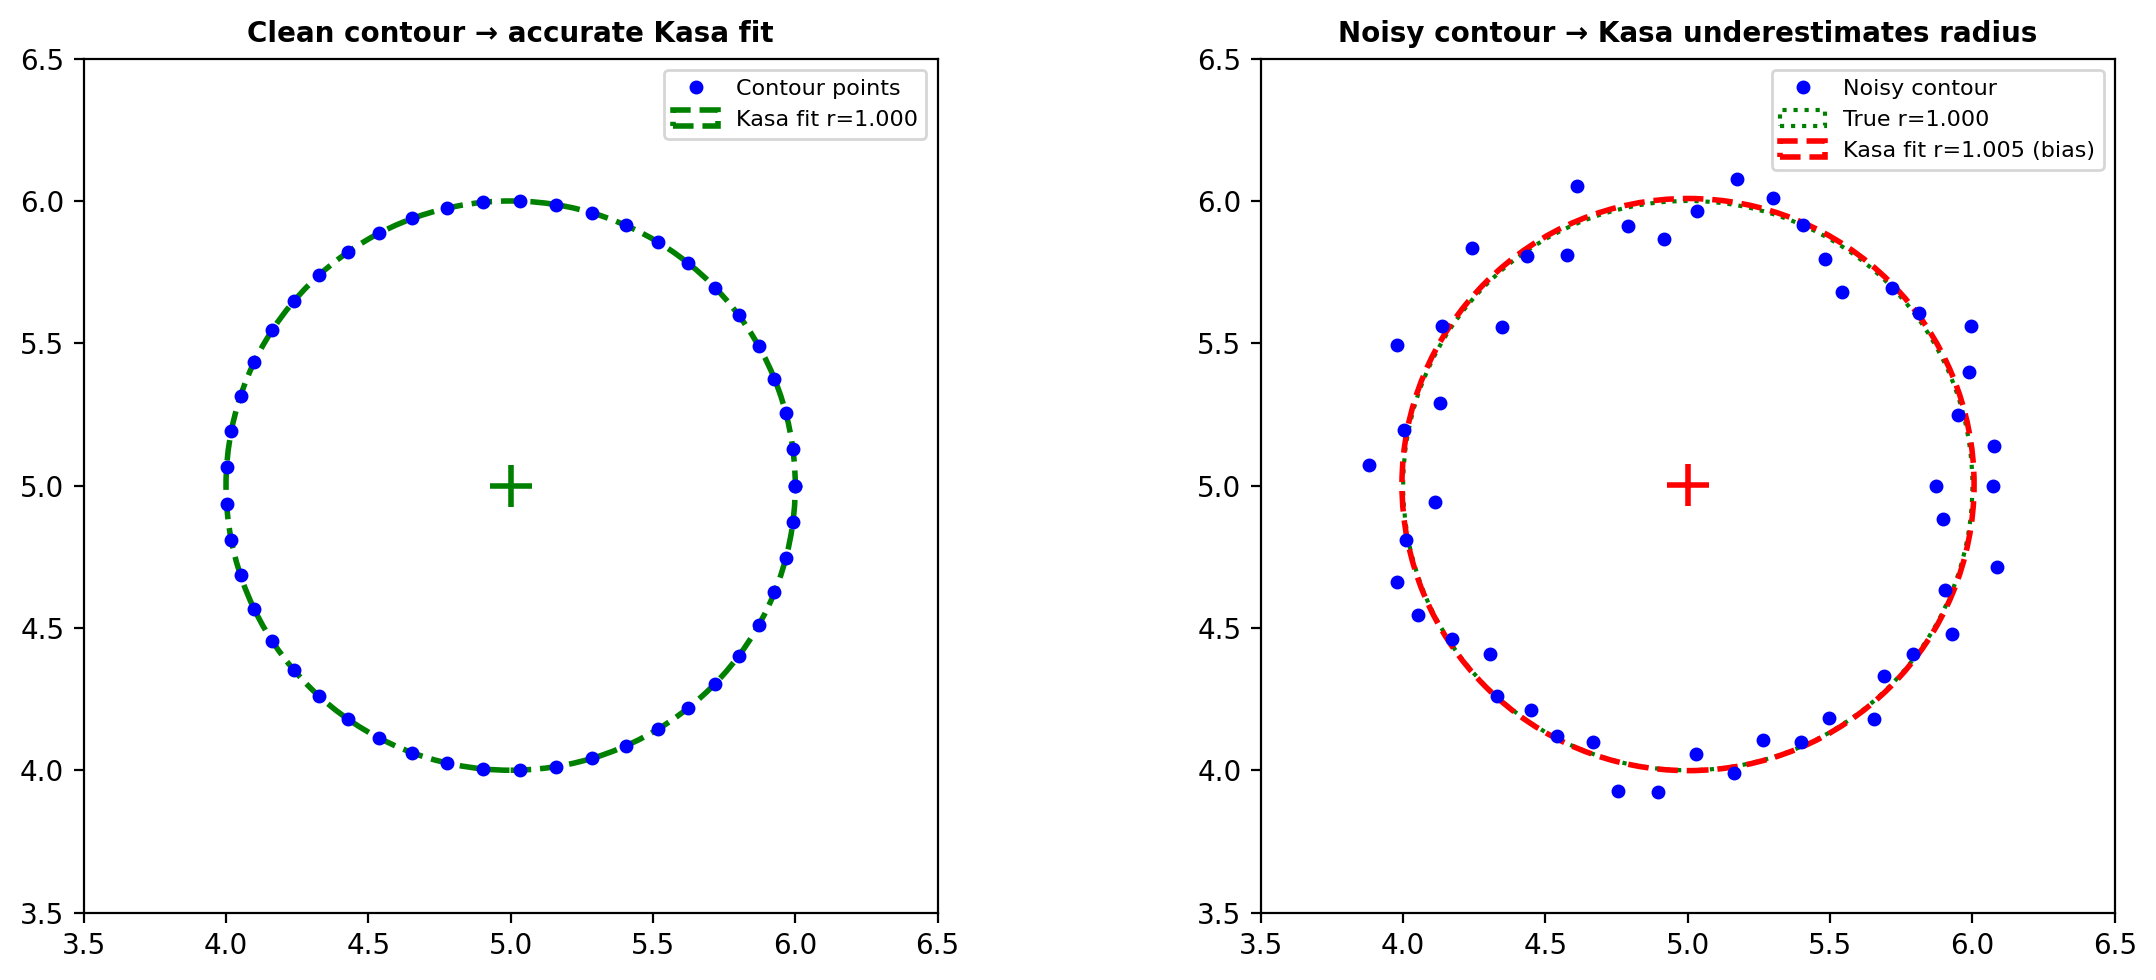 Clean contour → accurate Kasa fit
6.5
6.0
5.5
5.0
4.5
4.0
3.5
3.5 4.0 4.5 5.0 5.5 6.0 6.5
Contour points
Kasa fit r=1.000
Noisy contour → Kasa underestimates radius
6.5
6.0
5.5
5.0
4.5
4.0
3.5
3.5 4.0 4.5 5.0 5.5 6.0 6.5
Noisy contour
True r=1.000
Kasa fit r=1.005 (bias)